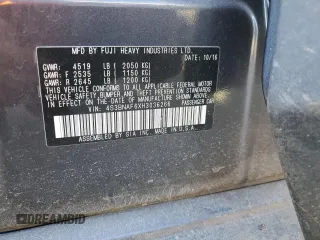 MFD BY FUJI HEAVY INDUSTRIES LTD.
DATE: 10/16
GVWR: 4519 LB ( 2050 KG)
GAWR: F 2535 LB ( 1150 KG)
GAWR: R 2645 LB ( 1200 KG)
THIS VEHICLE CONFORMS TO ALL APPLICABLE FEDERAL MOTOR
VEHICLE SAFETY, BUMPER, AND THEFT PREVENTION STANDARDS
IN EFFECT ON THE DATE OF MANUFACTURE SHOWN ABOVE.
VIN: 4S3BNAF6XH3036266 PASSENGER CAR
ASSEMBLED BY SIA INC. MADE IN U.S.A.
DREAMBID